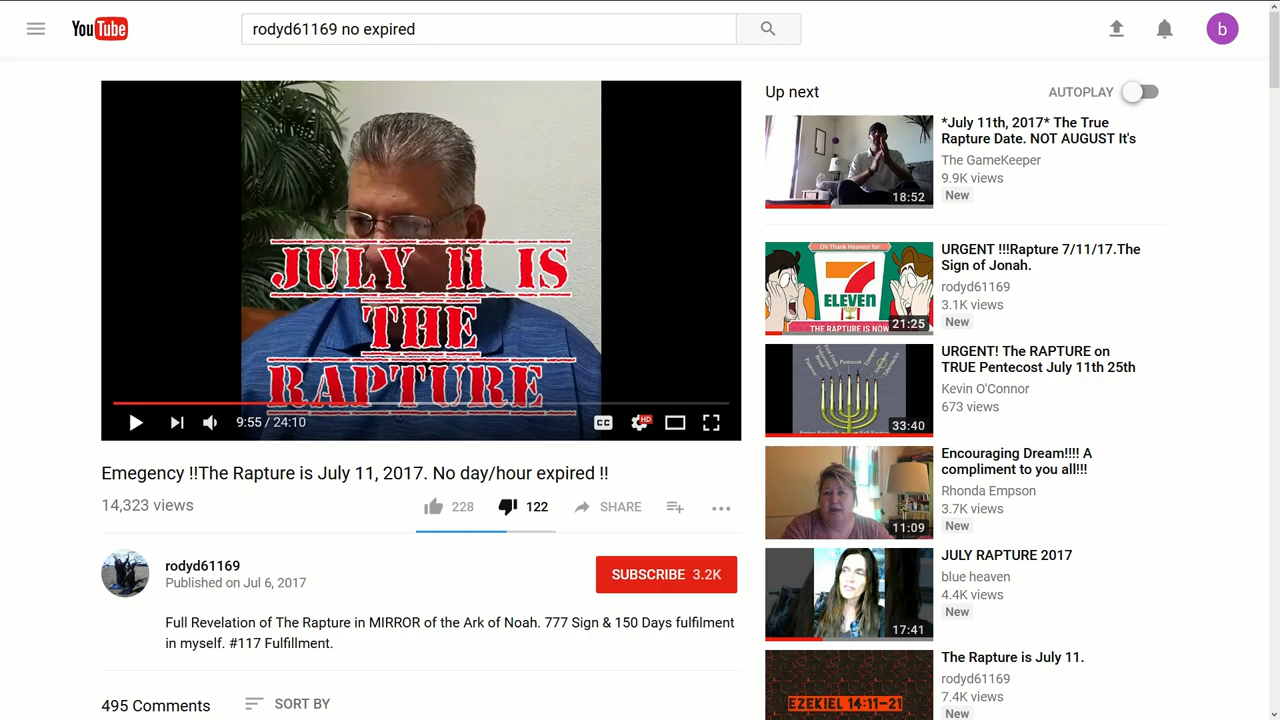 YouTube
rodyd61169 no expired
b
JULY 11 IS
THE
RAPTURE
9:55 / 24:10
CC
HD
Emegency !!The Rapture is July 11, 2017. No day/hour expired !!
14,323 views
228
122
SHARE
rodyd61169
Published on Jul 6, 2017
SUBSCRIBE 3.2K
Full Revelation of The Rapture in MIRROR of the Ark of Noah. 777 Sign & 150 Days fulfilment
in myself. #117 Fulfillment.
495 Comments
SORT BY
Up next
AUTOPLAY
18:52
*July 11th, 2017* The True
Rapture Date. NOT AUGUST It's
The GameKeeper
9.9K views
New
Oh Thank Heaven! for
7
ELEVEN
THE RAPTURE IS NOW
21:25
URGENT !!!Rapture 7/11/17.The
Sign of Jonah.
rodyd61169
3.1K views
New
Pentecost
33:40
URGENT! The RAPTURE on
TRUE Pentecost July 11th 25th
Kevin O'Connor
673 views
11:09
Encouraging Dream!!!! A
compliment to you all!!!
Rhonda Empson
3.7K views
New
17:41
JULY RAPTURE 2017
blue heaven
4.4K views
New
EZEKIEL 14:11-21
The Rapture is July 11.
rodyd61169
7.4K views
New